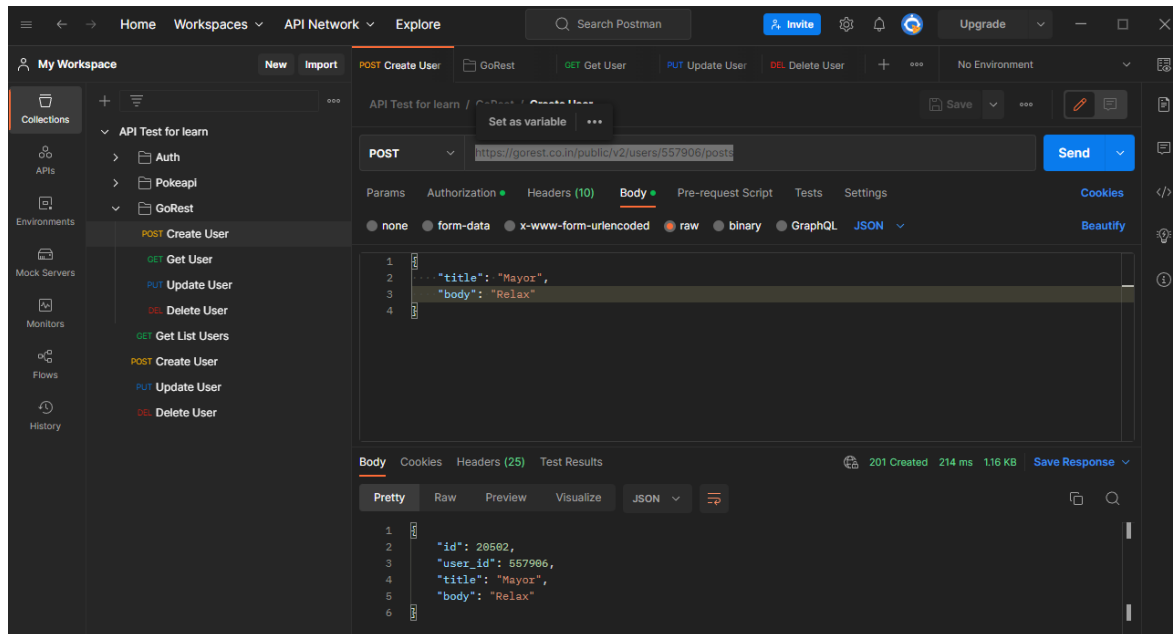 Home Workspaces API Network Explore Search Postman Invite Upgrade
My Workspace New Import POST Create User GoRest GET Get User PUT Update User DEL Delete User No Environment
Collections
APIs
Environments
Mock Servers
Monitors
Flows
History
API Test for learn
Auth
Pokeapi
GoRest
POST Create User
GET Get User
PUT Update User
DEL Delete User
GET Get List Users
POST Create User
PUT Update User
DEL Delete User
API Test for learn / GoRest / Create User Save
Set as variable
POST https://gorest.co.in/public/v2/users/557906/posts Send
Params Authorization Headers (10) Body Pre-request Script Tests Settings Cookies
none form-data x-www-form-urlencoded raw binary GraphQL JSON Beautify
1 {
2 "title": "Mayor",
3 "body": "Relax"
4 }
Body Cookies Headers (25) Test Results 201 Created 214 ms 1.16 KB Save Response
Pretty Raw Preview Visualize JSON
1 {
2 "id": 20502,
3 "user_id": 557906,
4 "title": "Mayor",
5 "body": "Relax"
6 }